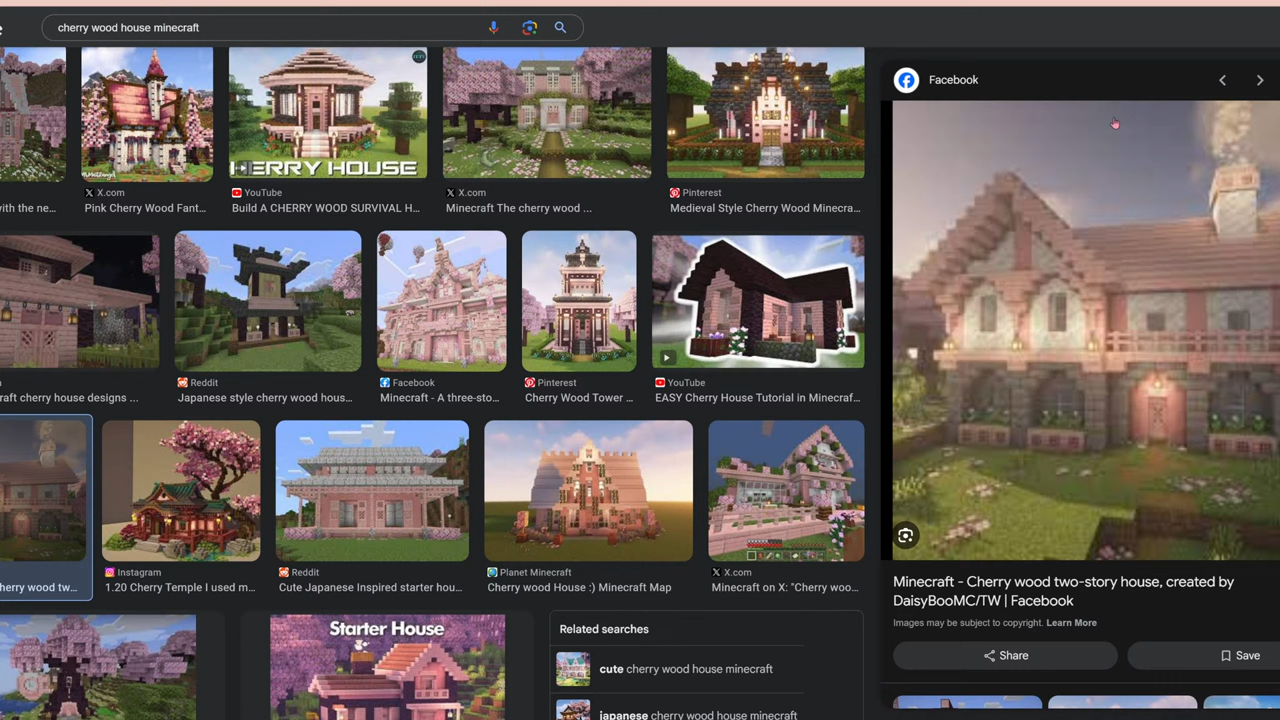 cherry wood house minecraft
Facebook
ERRY HOUSE
X.com
YouTube
X.com
Pinterest
with the ne...
Pink Cherry Wood Fant...
Build A CHERRY WOOD SURVIVAL H...
Minecraft The cherry wood ...
Medieval Style Cherry Wood Minecra...
Reddit
Facebook
Pinterest
YouTube
raft cherry house designs ...
Japanese style cherry wood hous...
Minecraft - A three-sto...
Cherry Wood Tower ...
EASY Cherry House Tutorial in Minecraf...
Instagram
Reddit
Planet Minecraft
X.com
herry wood tw...
1.20 Cherry Temple I used m...
Cute Japanese Inspired starter hou...
Cherry wood House :) Minecraft Map
Minecraft on X: "Cherry woo...
Minecraft - Cherry wood two-story house, created by
DaisyBooMC/TW | Facebook
Images may be subject to copyright. Learn More
Share
Save
Starter House
Related searches
cute cherry wood house minecraft
japanese cherry wood house minecraft